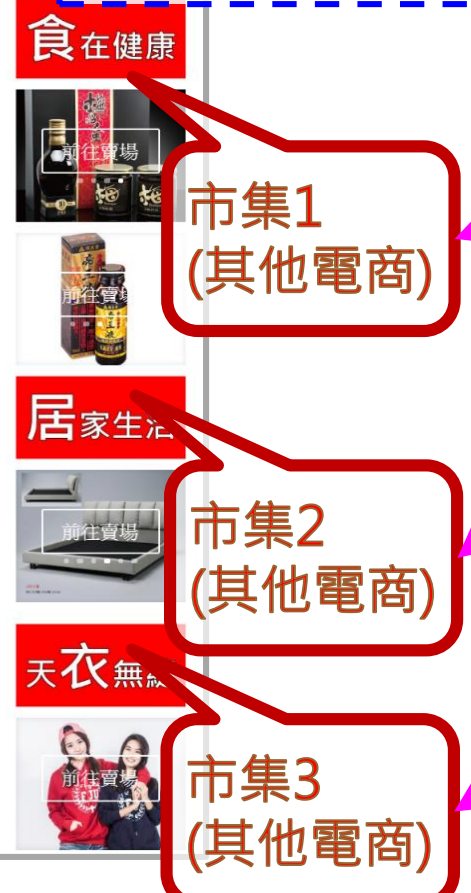 食在健康
前往賣場
市集1
(其他電商)
前往賣場
居家生活
前往賣場
市集2
(其他電商)
天衣無縫
前往賣場
市集3
(其他電商)